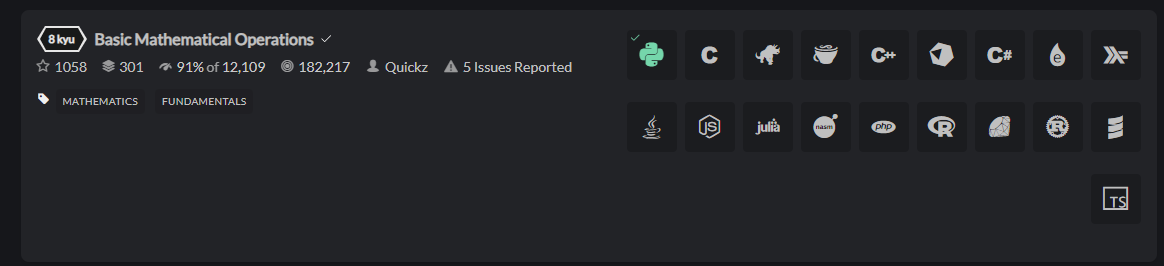 8 kyu Basic Mathematical Operations
1058 301 91% of 12,109 182,217 Quickz 5 Issues Reported
MATHEMATICS FUNDAMENTALS
C C++ C# e
JS julia nasm php R R
TS